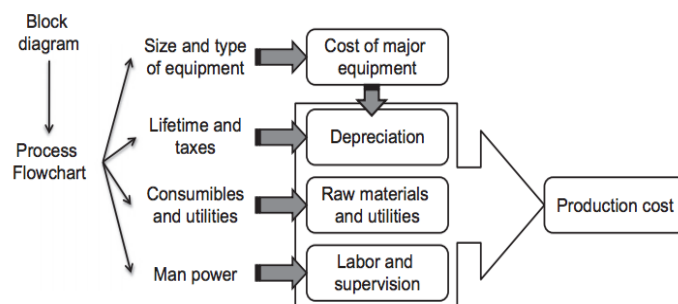 Block
diagram
Process
Flowchart
Size and type
of equipment
Cost of major
equipment
Lifetime and
taxes
Depreciation
Consumibles
and utilities
Raw materials
and utilities
Man power
Labor and
supervision
Production cost